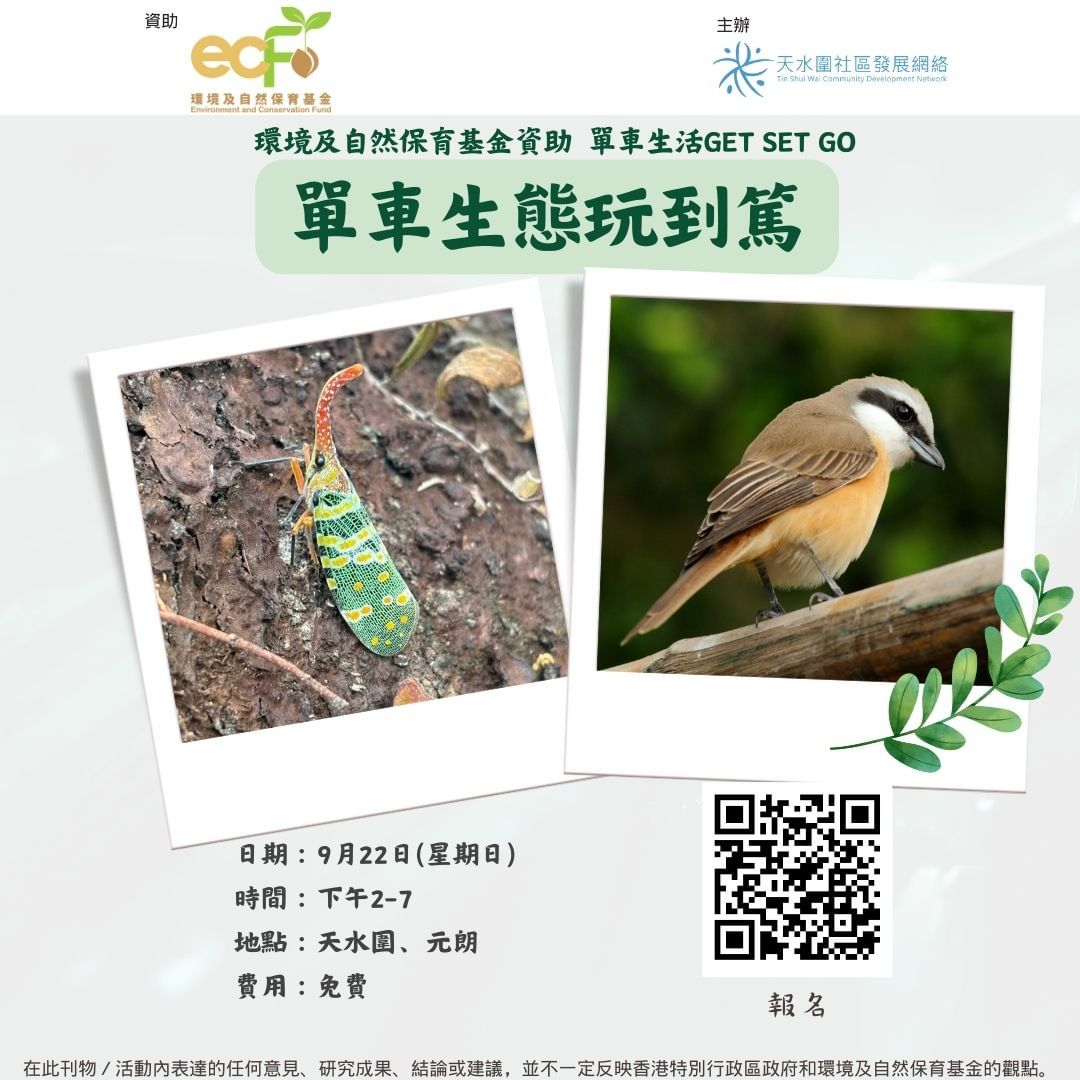 資助
主辦
ecf
環境及自然保育基金
Environment and Conservation Fund
天水圍社區發展網絡
Tin Shui Wai Community Development Network
環境及自然保育基金資助 單車生活GET SET GO
單車生態玩到篤
日期：9月22日(星期日)
時間：下午2-7
地點：天水圍、元朗
費用：免費
報名
在此刊物 / 活動內表達的任何意見、研究成果、結論或建議，並不一定反映香港特別行政區政府和環境及自然保育基金的觀點。